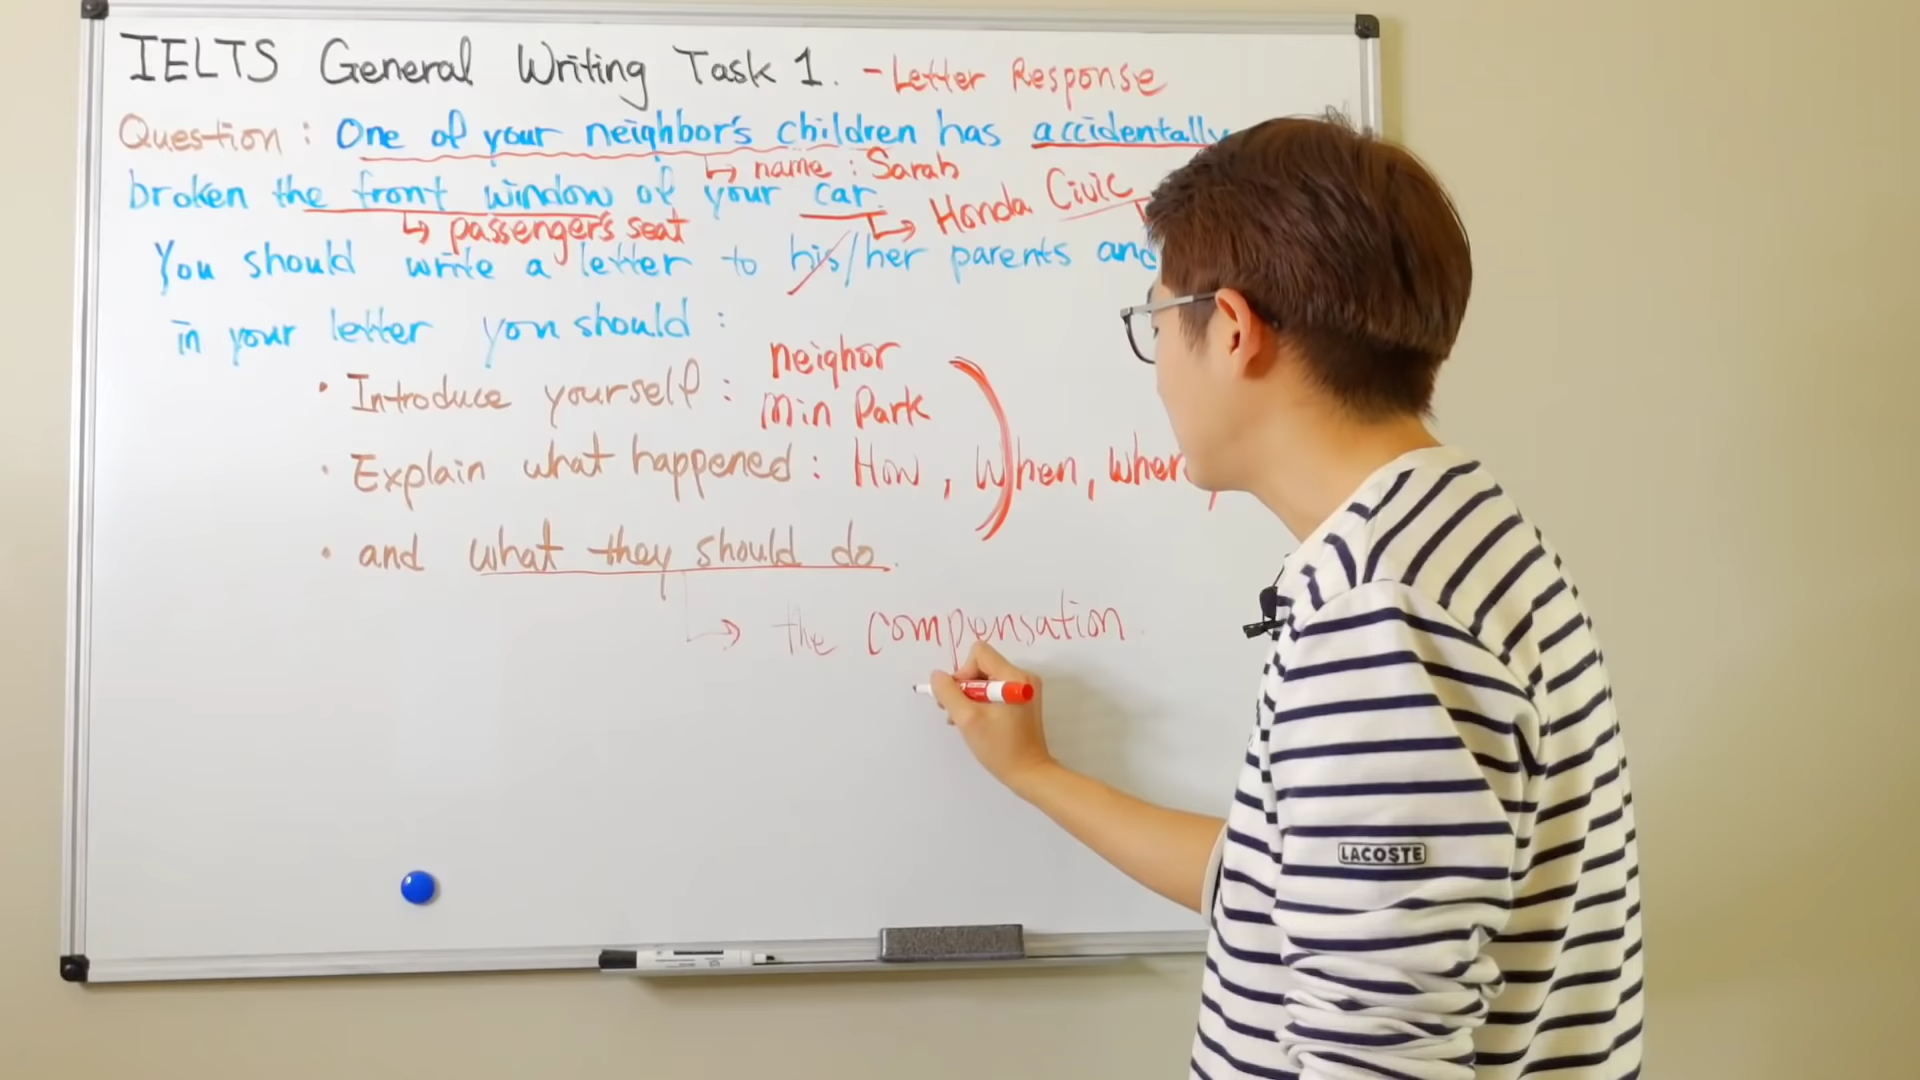 IELTS General Writing Task 1. - Letter Response
Question : One of your neighbor's children has accidentally
↳ name : Sarah
broken the front window of your car.
↳ Honda Civic
↳ passenger's seat
You should write a letter to his/her parents and
in your letter you should :
• Introduce yourself : neighor
Min Park
• Explain what happened : How, When, Wher
• and what they should do.
↳ the compensation.
LACOSTE